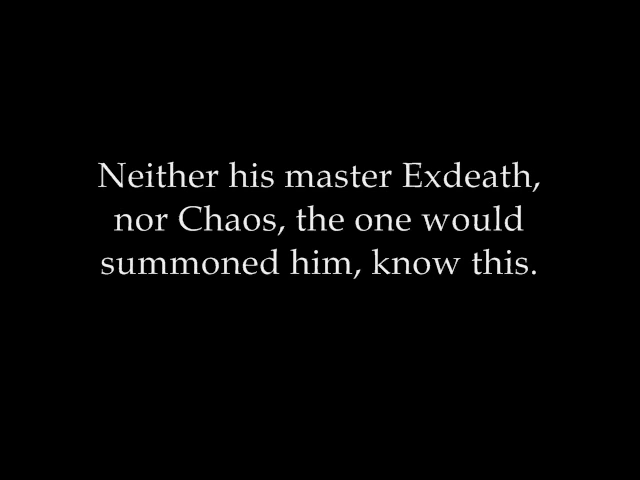 Neither his master Exdeath,
nor Chaos, the one would
summoned him, know this.